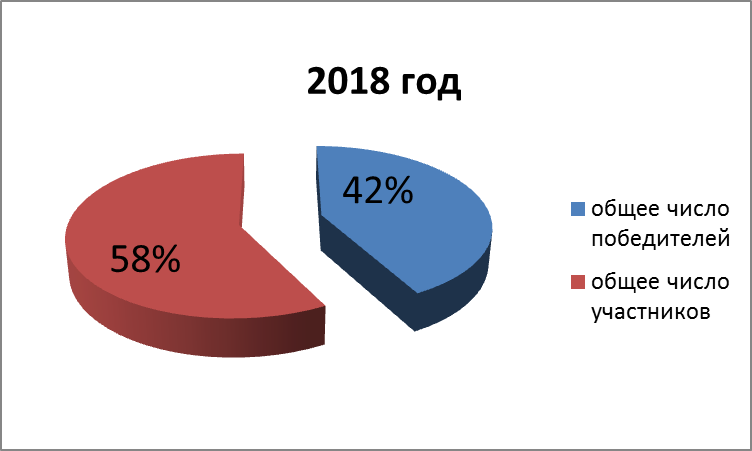 2018 год
42%
58%
общее число
победителей
общее число
участников